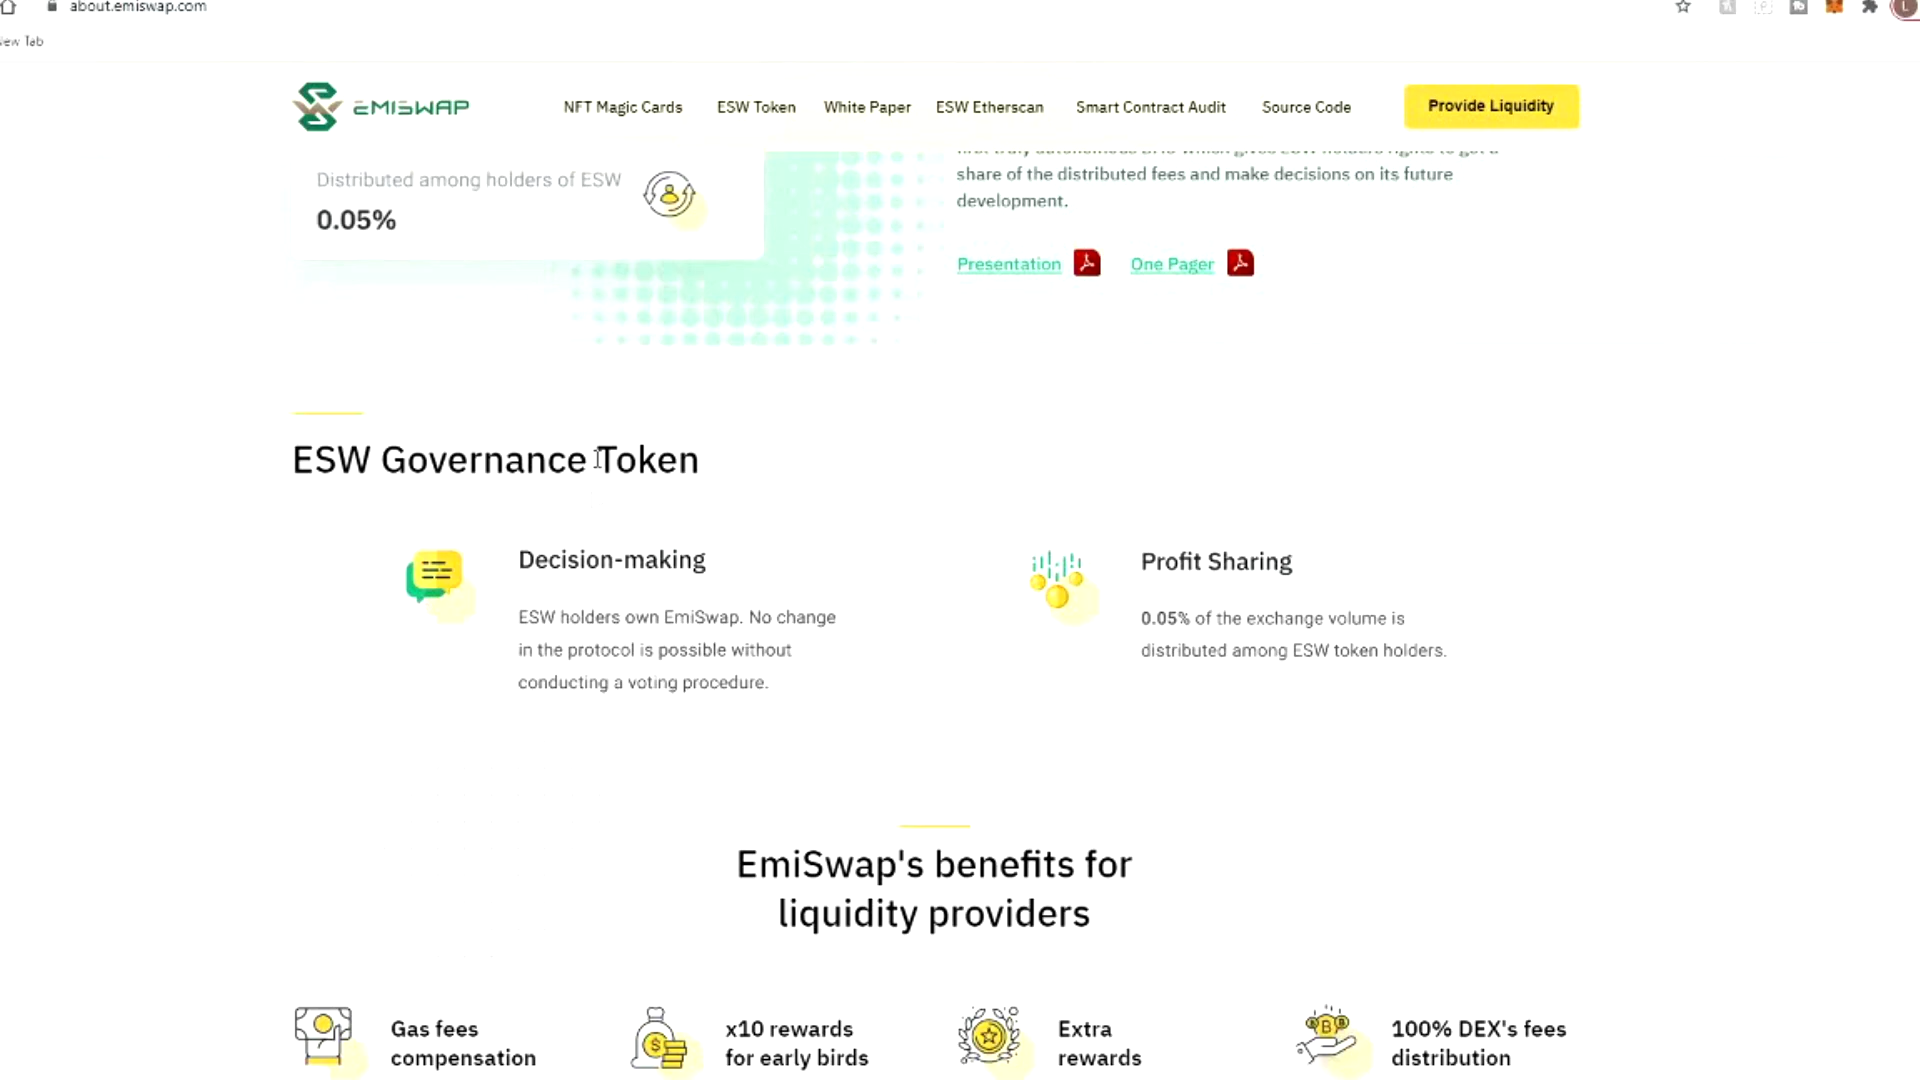 about.emiswap.com
New Tab
EMISWAP
NFT Magic Cards
ESW Token
White Paper
ESW Etherscan
Smart Contract Audit
Source Code
Provide Liquidity
Distributed among holders of ESW
0.05%
share of the distributed fees and make decisions on its future
development.
Presentation
One Pager
ESW Governance Token
Decision-making
ESW holders own EmiSwap. No change
in the protocol is possible without
conducting a voting procedure.
Profit Sharing
0.05% of the exchange volume is
distributed among ESW token holders.
EmiSwap's benefits for
liquidity providers
Gas fees
compensation
x10 rewards
for early birds
Extra
rewards
100% DEX's fees
distribution